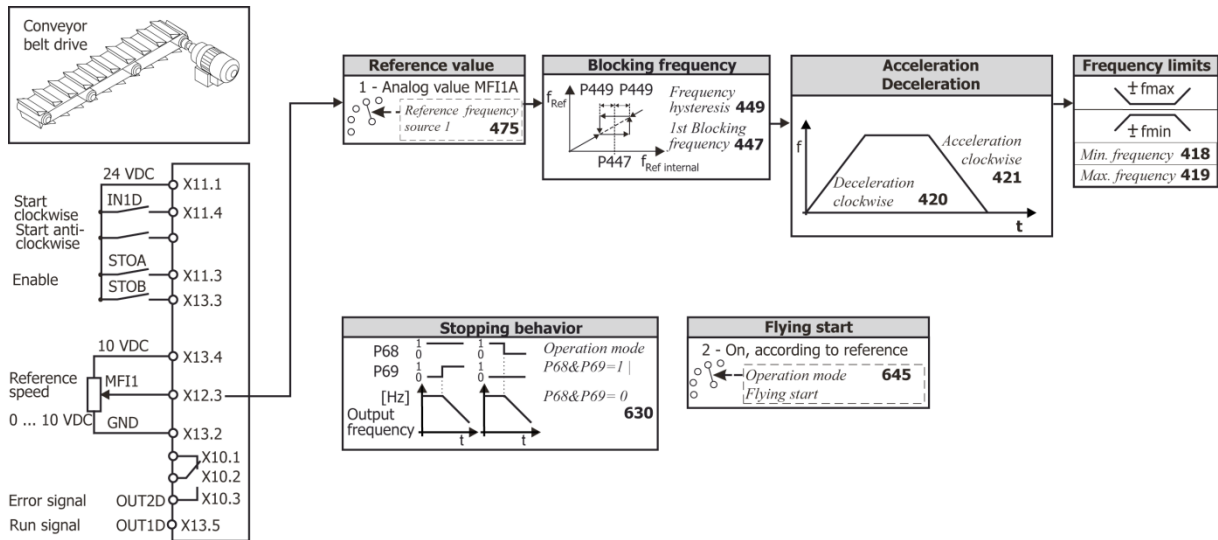 Conveyor
belt drive
24 VDC
X11.1
Start
clockwise
IN1D
X11.4
Start anti-
clockwise
STOA
Enable
X11.3
STOB
X13.3
10 VDC
X13.4
Reference
speed
MFI1
X12.3
0 ... 10 VDC
GND
X13.2
X10.1
X10.2
Error signal
OUT2D
X10.3
Run signal
OUT1D
X13.5
Reference value
1 - Analog value MFI1A
Reference frequency
source 1
475
Blocking frequency
P449 P449
fRef
P447
fRef internal
Frequency
hysteresis 449
1st Blocking
frequency 447
Acceleration
Deceleration
f
Acceleration
clockwise
421
Deceleration
clockwise
420
t
Frequency limits
± fmax
± fmin
Min. frequency 418
Max. frequency 419
Stopping behavior
P68
1
0
1
0
P69
1
0
1
0
Operation mode
P68&P69=1 |
P68&P69= 0
630
[Hz]
Output
frequency
t
t
Flying start
2 - On, according to reference
Operation mode
645
Flying start